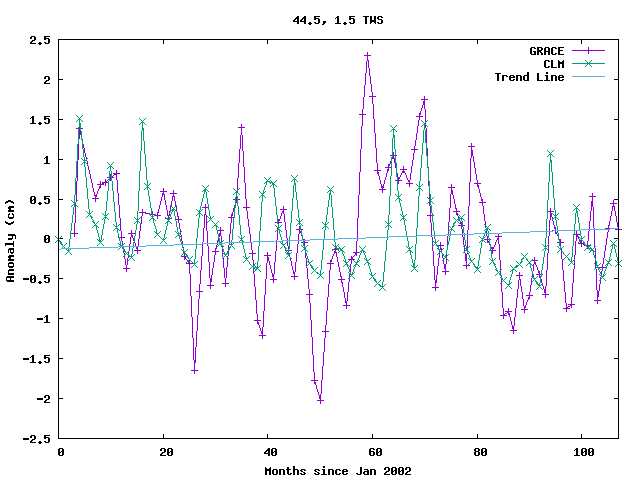 44.5, 1.5 TWS
GRACE
CLM
Trend Line
2.5
2
1.5
1
0.5
0
-0.5
-1
-1.5
-2
-2.5
Anomaly (cm)
0 20 40 60 80 100
Months since Jan 2002